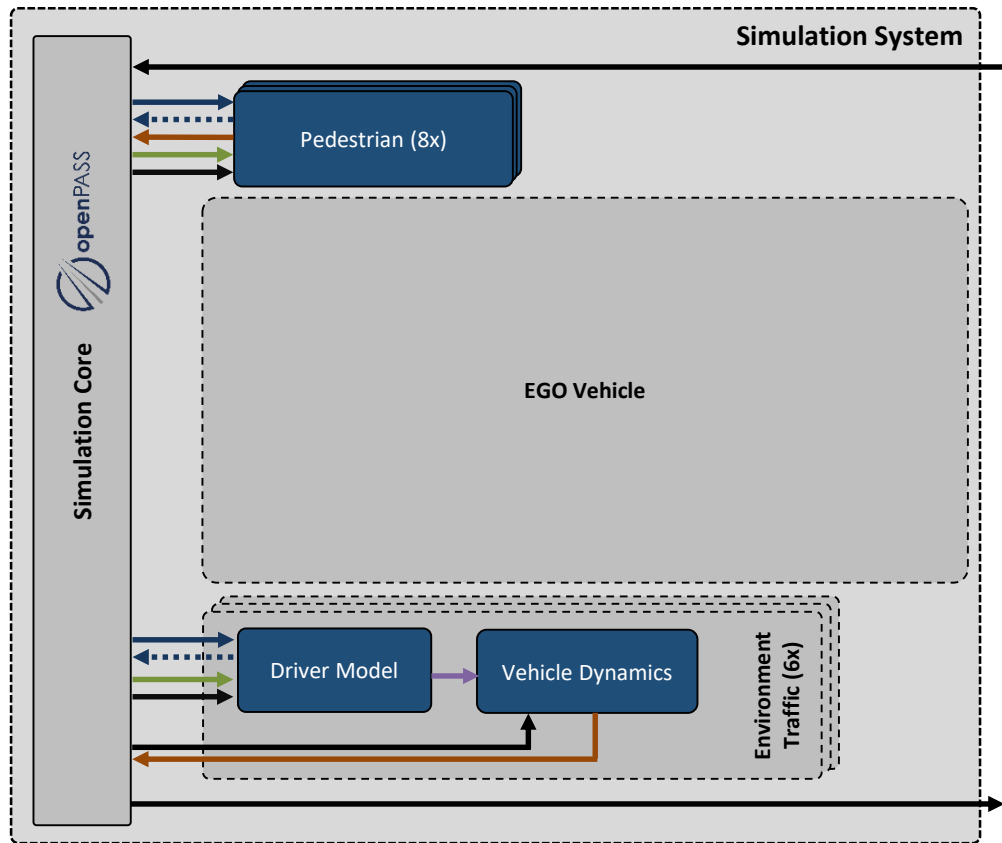 Simulation System
Pedestrian (8x)
openPASS
Simulation Core
EGO Vehicle
Driver Model
Vehicle Dynamics
Environment
Traffic (6x)